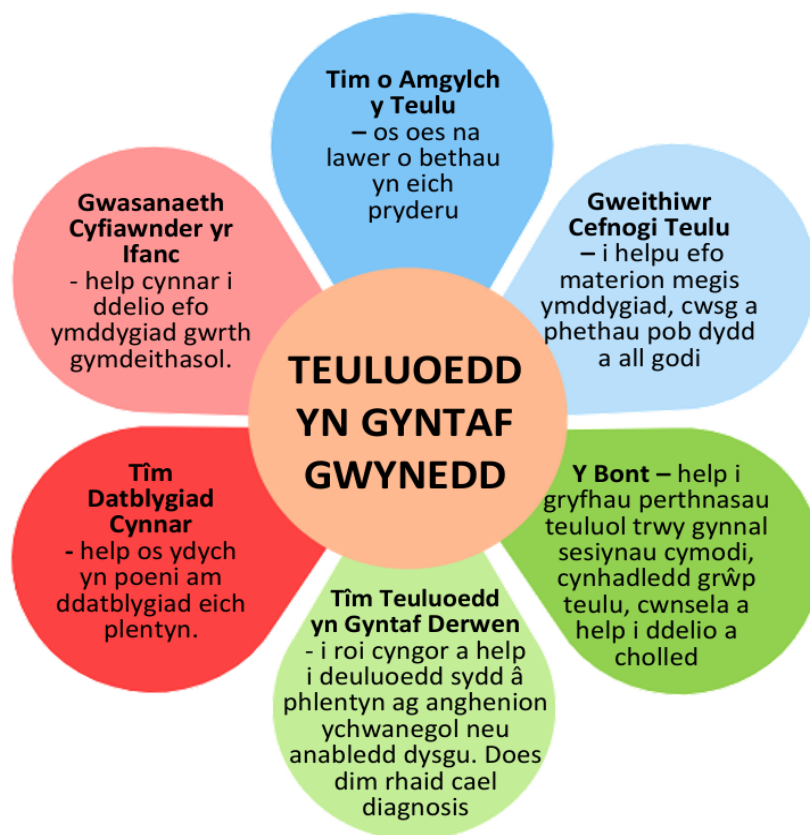 Tim o Amgylch
y Teulu
– os oes na
lawer o bethau
yn eich
pryderu
Gweithiwr
Cefnogi Teulu
– i helpu efo
materion megis
ymddygiad, cwsg a
phethau pob dydd
a all godi
Y Bont – help i
gryfhau perthnasau
teuluol trwy gynnal
sesiynau cymodi,
cynhadledd grŵp
teulu, cwnsela a
help i ddelio a
cholled
Tîm Teuluoedd
yn Gyntaf Derwen
- i roi cyngor a help
i deuluoedd sydd â
phlentyn ag anghenion
ychwanegol neu
anabledd dysgu. Does
dim rhaid cael
diagnosis
Tîm
Datblygiad
Cynnar
- help os ydych
yn poeni am
ddatblygiad eich
plentyn.
Gwasanaeth
Cyfiawnder yr
Ifanc
- help cynnar i
ddelio efo
ymddygiad gwrth
gymdeithasol.
TEULUOEDD
YN GYNTAF
GWYNEDD